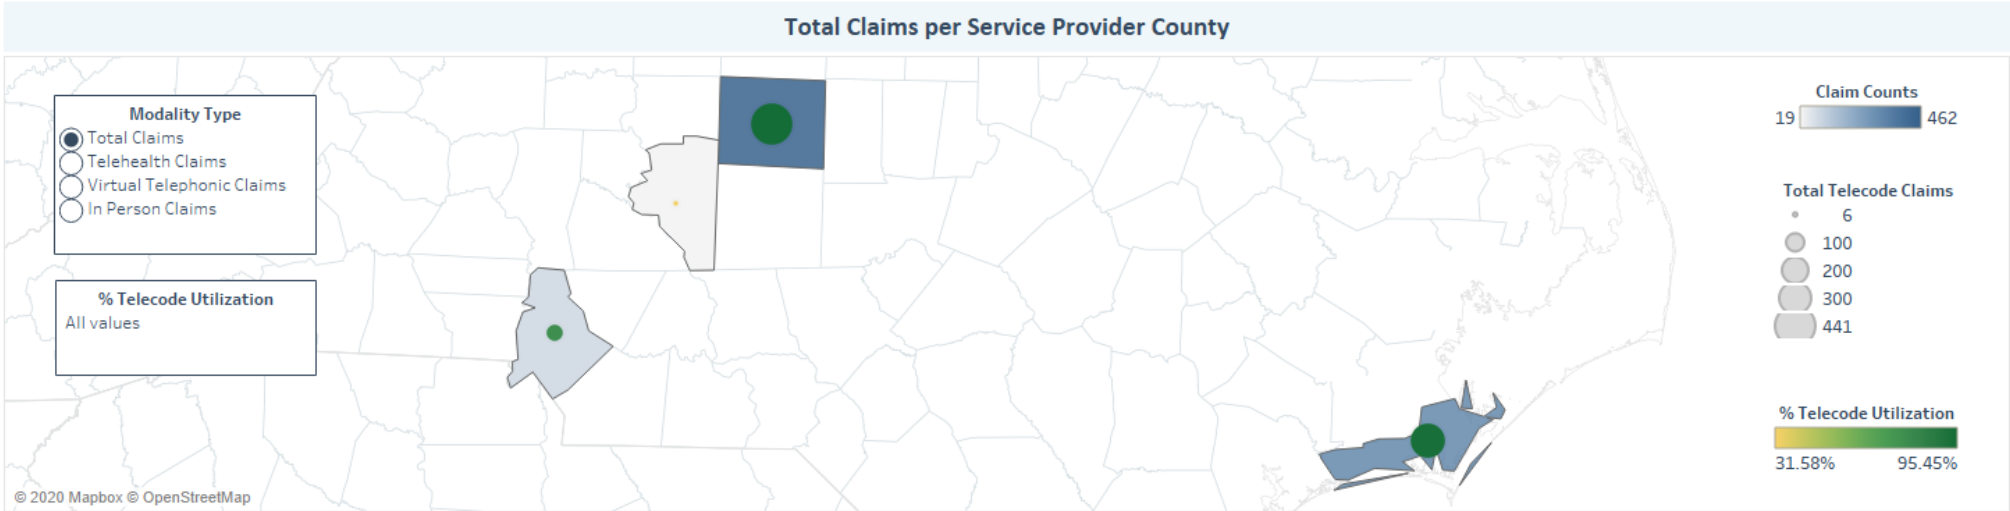 Total Claims per Service Provider County
Modality Type
Total Claims
Telehealth Claims
Virtual Telephonic Claims
In Person Claims
% Telecode Utilization
All values
Claim Counts
19 462
Total Telecode Claims
6
100
200
300
441
% Telecode Utilization
31.58% 95.45%
© 2020 Mapbox © OpenStreetMap